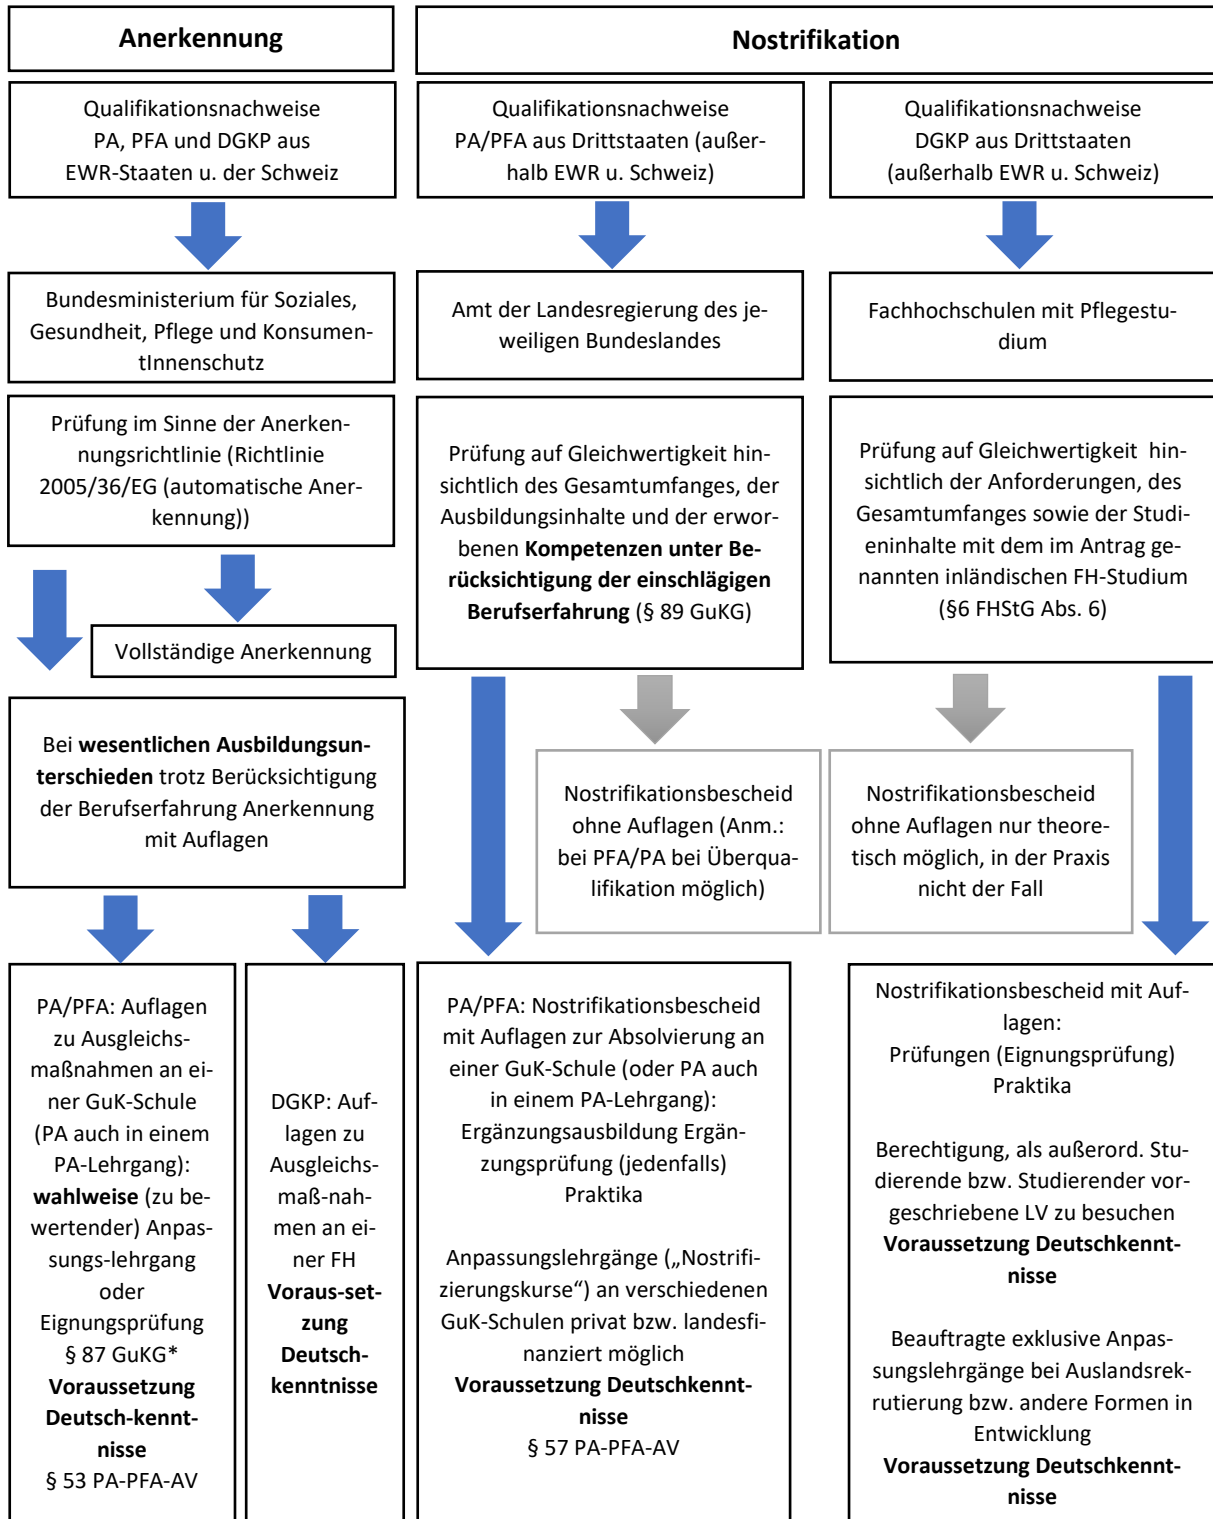 Anerkennung
Nostrifikation
Qualifikationsnachweise
PA, PFA und DGKP aus
EWR-Staaten u. der Schweiz
Qualifikationsnachweise
PA/PFA aus Drittstaaten (außer-
halb EWR u. Schweiz)
Qualifikationsnachweise
DGKP aus Drittstaaten
(außerhalb EWR u. Schweiz)
Bundesministerium für Soziales,
Gesundheit, Pflege und Konsumen-
tInnenschutz
Amt der Landesregierung des je-
weiligen Bundeslandes
Fachhochschulen mit Pflegestu-
dium
Prüfung im Sinne der Anerken-
nungsrichtlinie (Richtlinie
2005/36/EG (automatische Aner-
kennung))
Prüfung auf Gleichwertigkeit hin-
sichtlich des Gesamtumfanges, der
Ausbildungsinhalte und der erwor-
benen Kompetenzen unter Be-
rücksichtigung der einschlägigen
Berufserfahrung (§ 89 GuKG)
Prüfung auf Gleichwertigkeit  hin-
sichtlich der Anforderungen, des
Gesamtumfanges sowie der Studi-
eninhalte mit dem im Antrag ge-
nannten inländischen FH-Studium
(§6 FHStG Abs. 6)
Vollständige Anerkennung
Bei wesentlichen Ausbildungsun-
terschieden trotz Berücksichtigung
der Berufserfahrung Anerkennung
mit Auflagen
Nostrifikationsbescheid
ohne Auflagen (Anm.:
bei PFA/PA bei Überqua-
lifikation möglich)
Nostrifikationsbescheid
ohne Auflagen nur theore-
tisch möglich, in der Praxis
nicht der Fall
PA/PFA: Auflagen
zu Ausgleichs-
maßnahmen an ei-
ner GuK-Schule
(PA auch in einem
PA-Lehrgang):
wahlweise (zu be-
wertender) Anpas-
sungs-lehrgang
oder
Eignungsprüfung
§ 87 GuKG*
Voraussetzung
Deutsch-kennt-
nisse
§ 53 PA-PFA-AV
DGKP: Auf-
lagen zu
Ausgleichs-
maß-nah-
men an ei-
ner FH
Voraus-set-
zung
Deutsch-
kenntnisse
PA/PFA: Nostrifikationsbescheid
mit Auflagen zur Absolvierung an
einer GuK-Schule (oder PA auch
in einem PA-Lehrgang):
Ergänzungsausbildung Ergän-
zungsprüfung (jedenfalls)
Praktika
Anpassungslehrgänge („Nostrifi-
zierungskurse“) an verschiedenen
GuK-Schulen privat bzw. landesfi-
nanziert möglich
Voraussetzung Deutschkennt-
nisse
§ 57 PA-PFA-AV
Nostrifikationsbescheid mit Auf-
lagen:
Prüfungen (Eignungsprüfung)
Praktika
Berechtigung, als außerord. Stu-
dierende bzw. Studierender vor-
geschriebene LV zu besuchen
Voraussetzung Deutschkennt-
nisse
Beauftragte exklusive Anpas-
sungslehrgänge bei Auslandsrek-
rutierung bzw. andere Formen in
Entwicklung
Voraussetzung Deutschkennt-
nisse